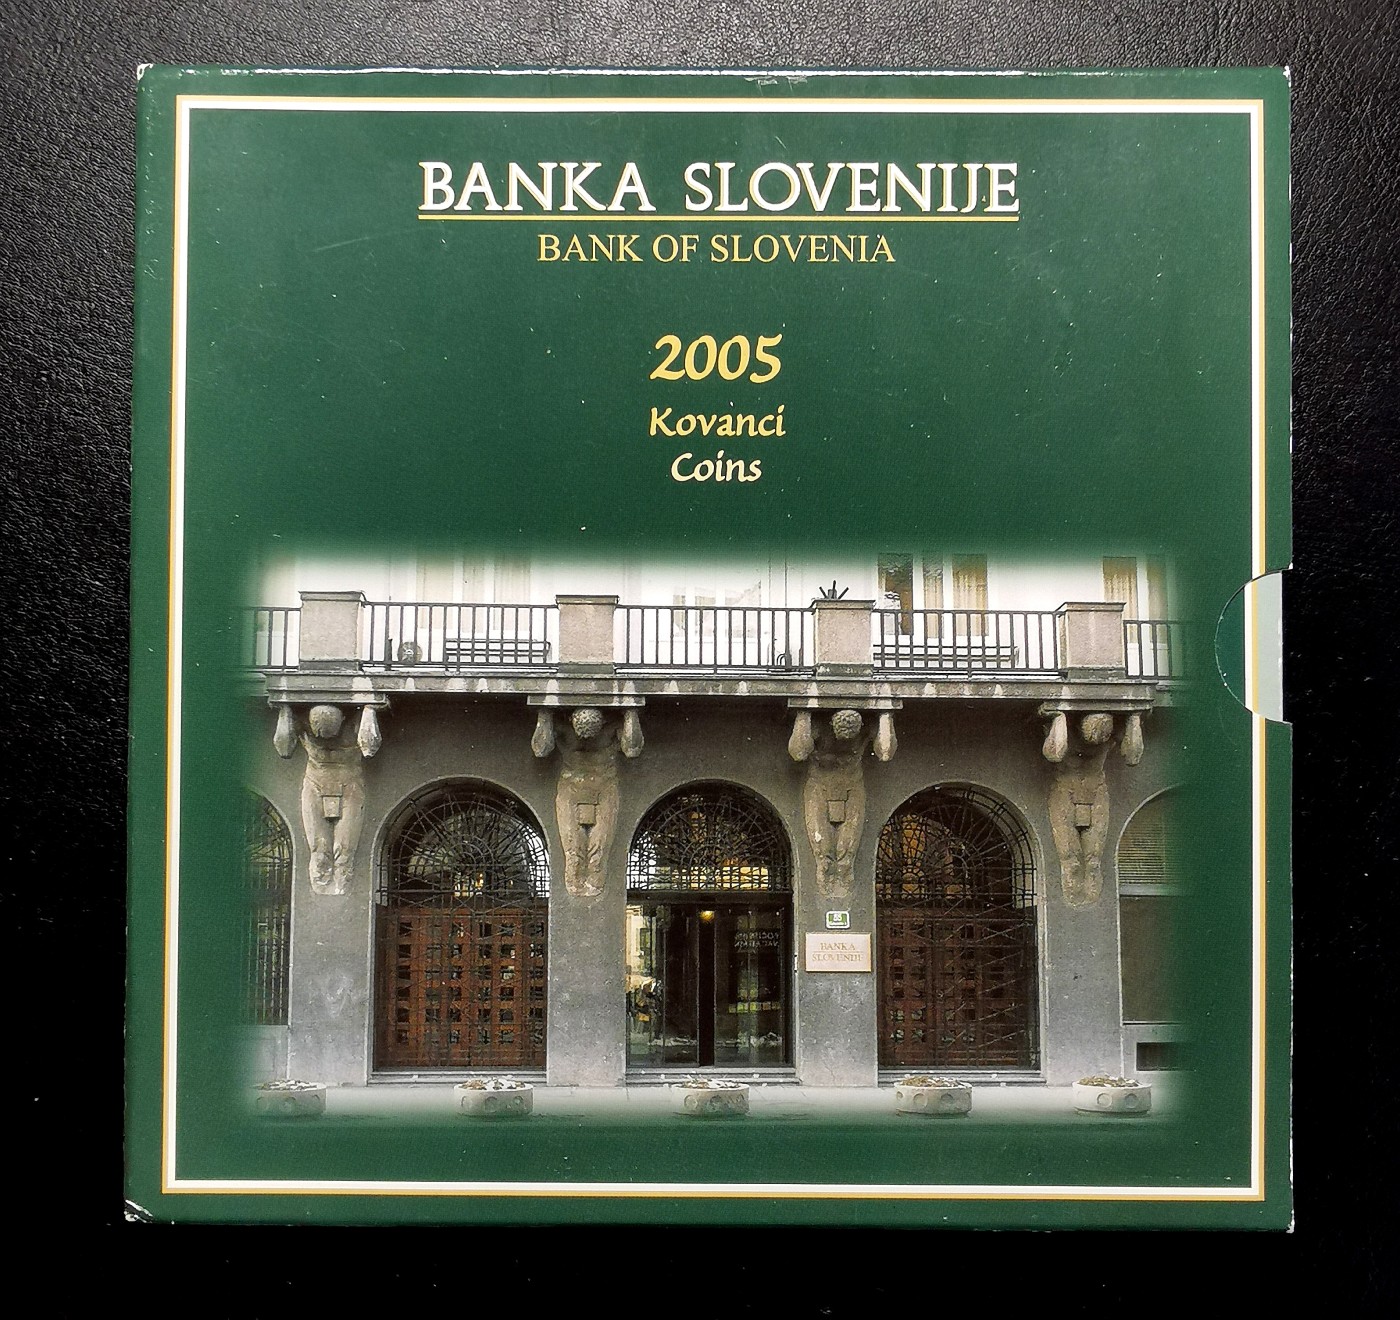 BANKA SLOVENIJE
BANK OF SLOVENIA
2005
Kovanci
Coins
BANKA
SLOVENIJE